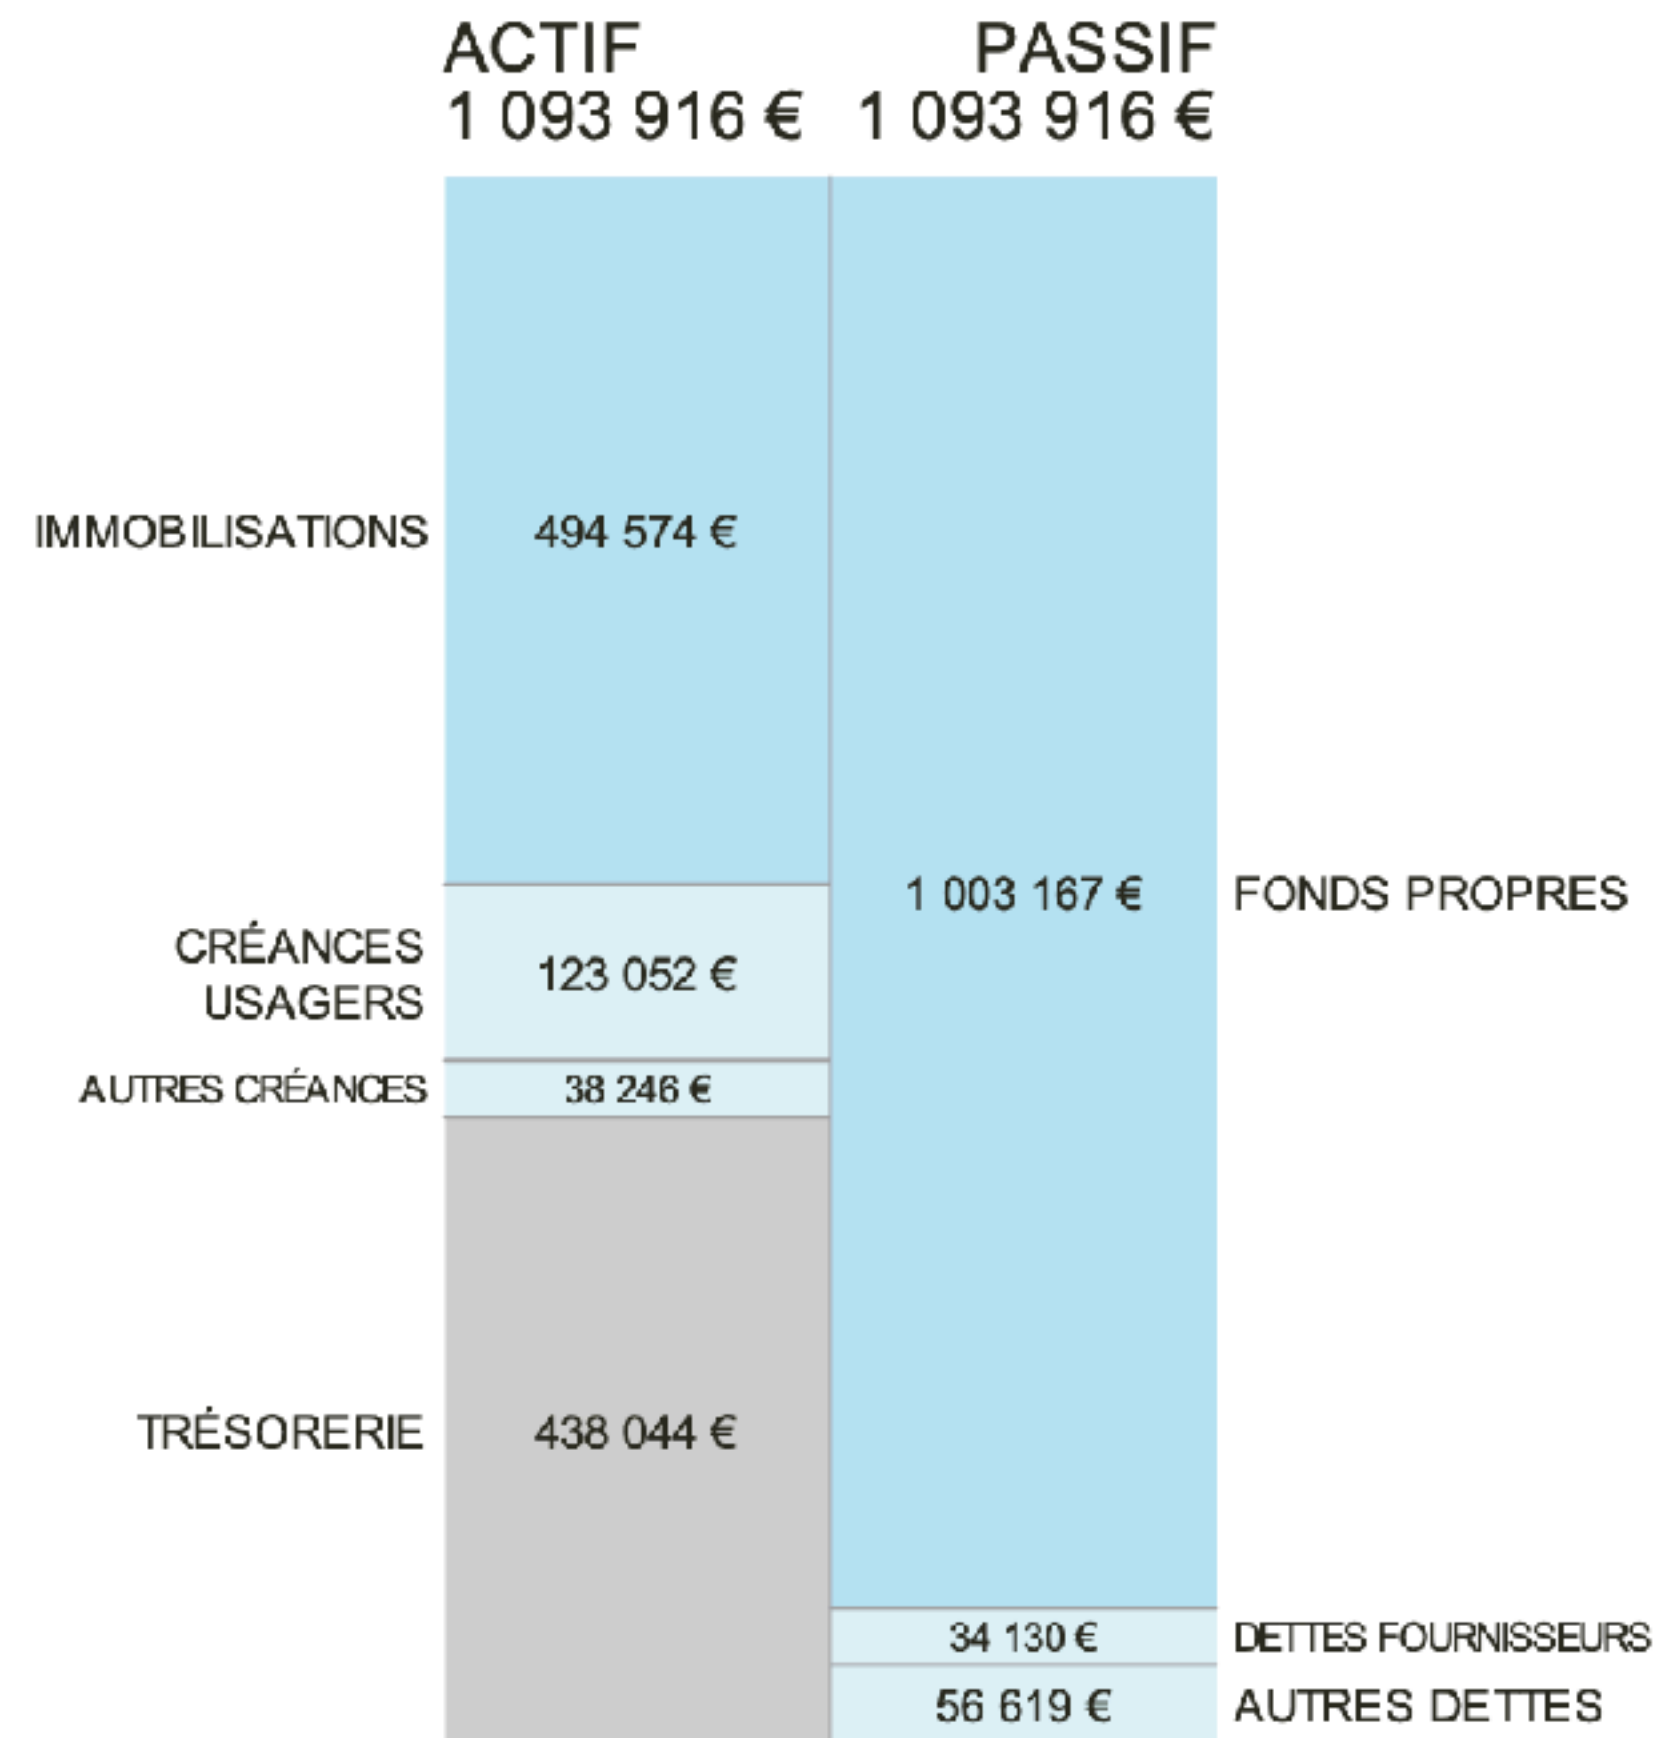 ACTIF PASSIF
1 093 916 € 1 093 916 €
IMMOBILISATIONS 494 574 €
1 003 167 € FONDS PROPRES
CRÉANCES
USAGERS
123 052 €
AUTRES CRÉANCES 38 246 €
TRÉSORERIE 438 044 €
34 130 € DETTES FOURNISSEURS
56 619 € AUTRES DETTES